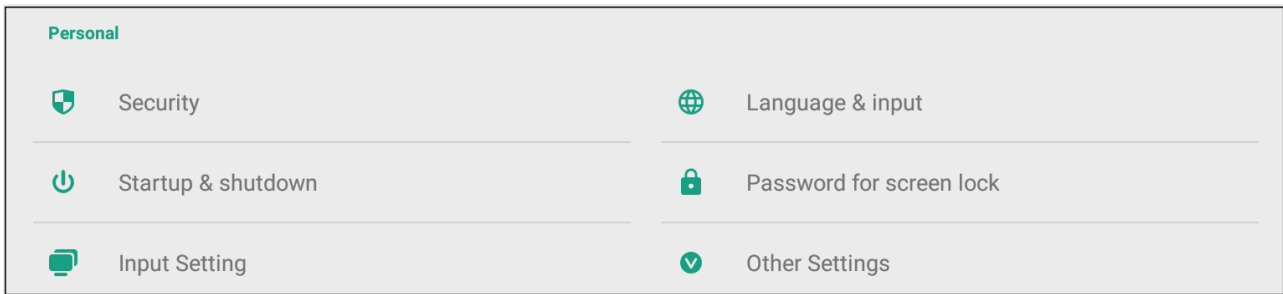 Personal
Security
Language & input
Startup & shutdown
Password for screen lock
Input Setting
Other Settings